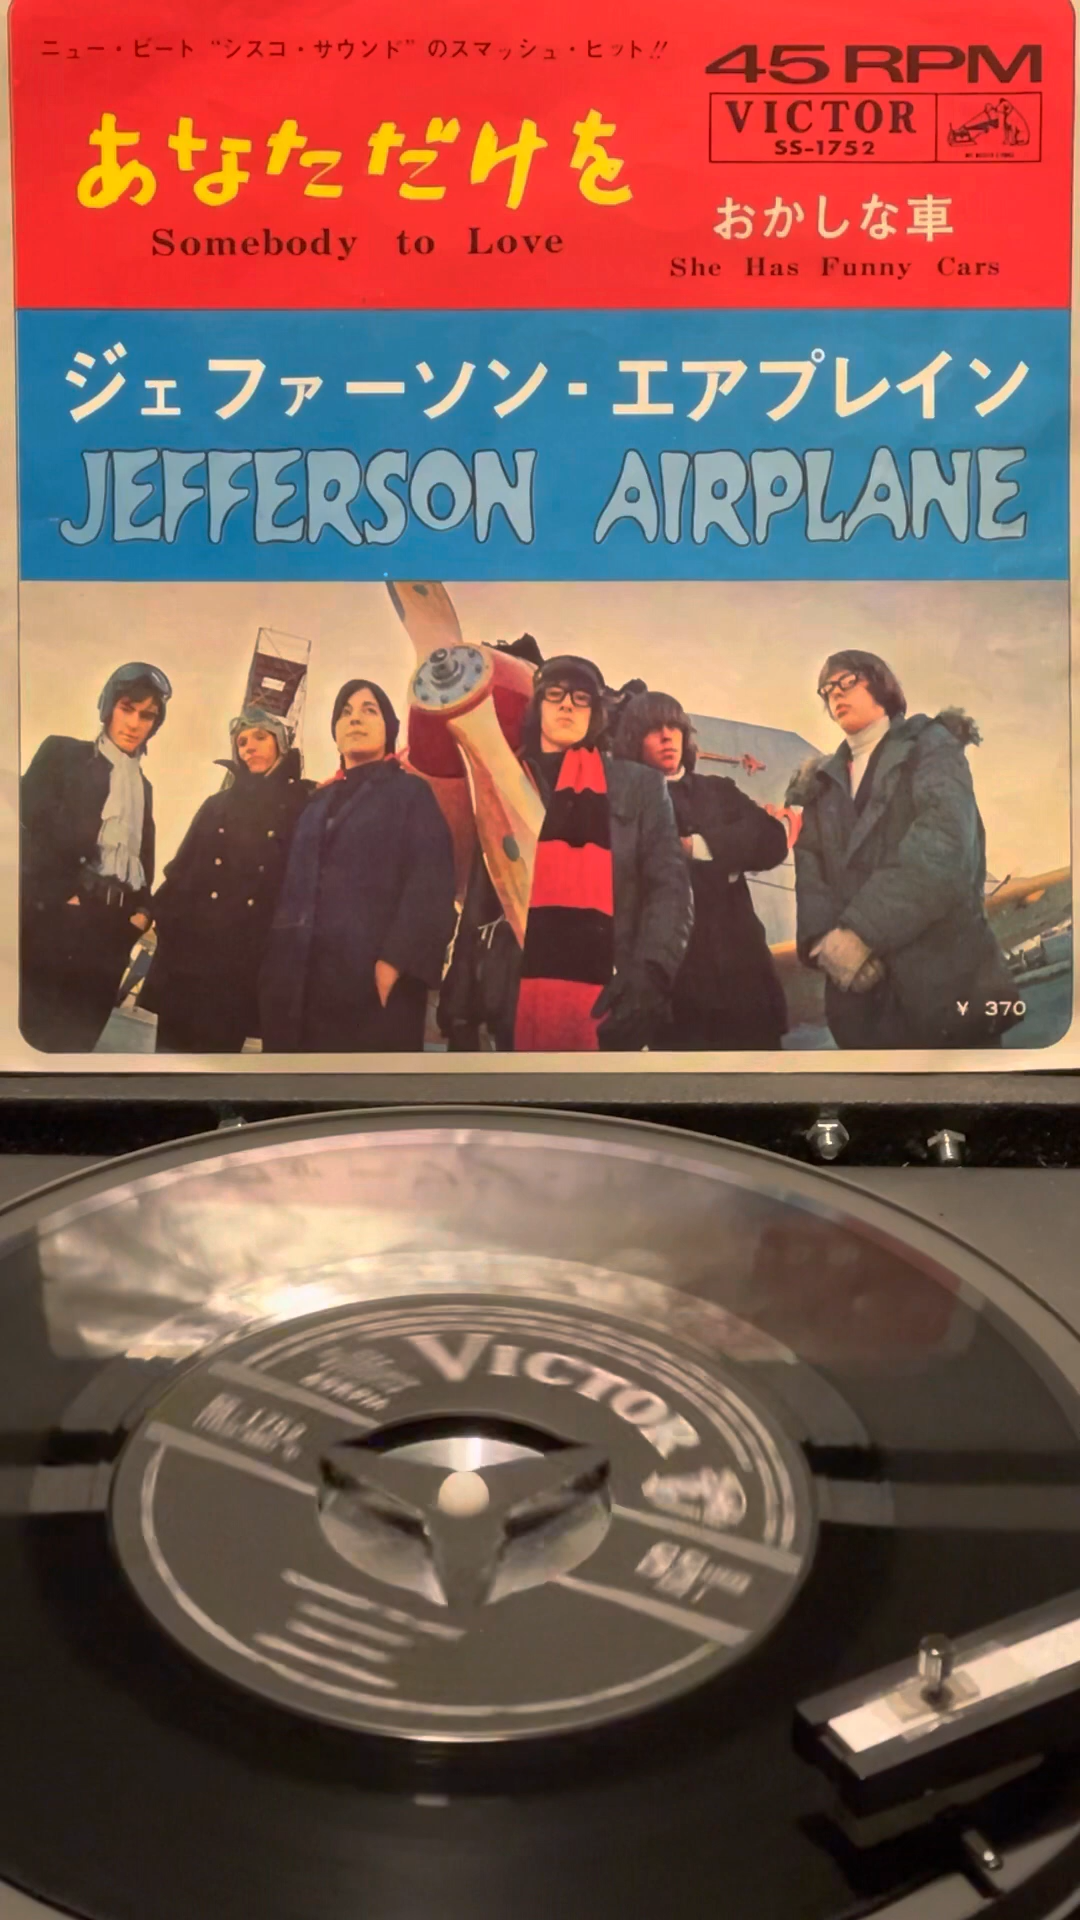 ニュー・ビート “シスコ・サウンド” のスマッシュ・ヒット!!
45 RPM
VICTOR
SS-1752
あなただけを
Somebody to Love
おかしな車
She Has Funny Cars
ジェファーソン-エアプレイン
JEFFERSON AIRPLANE
¥ 370
VICTOR